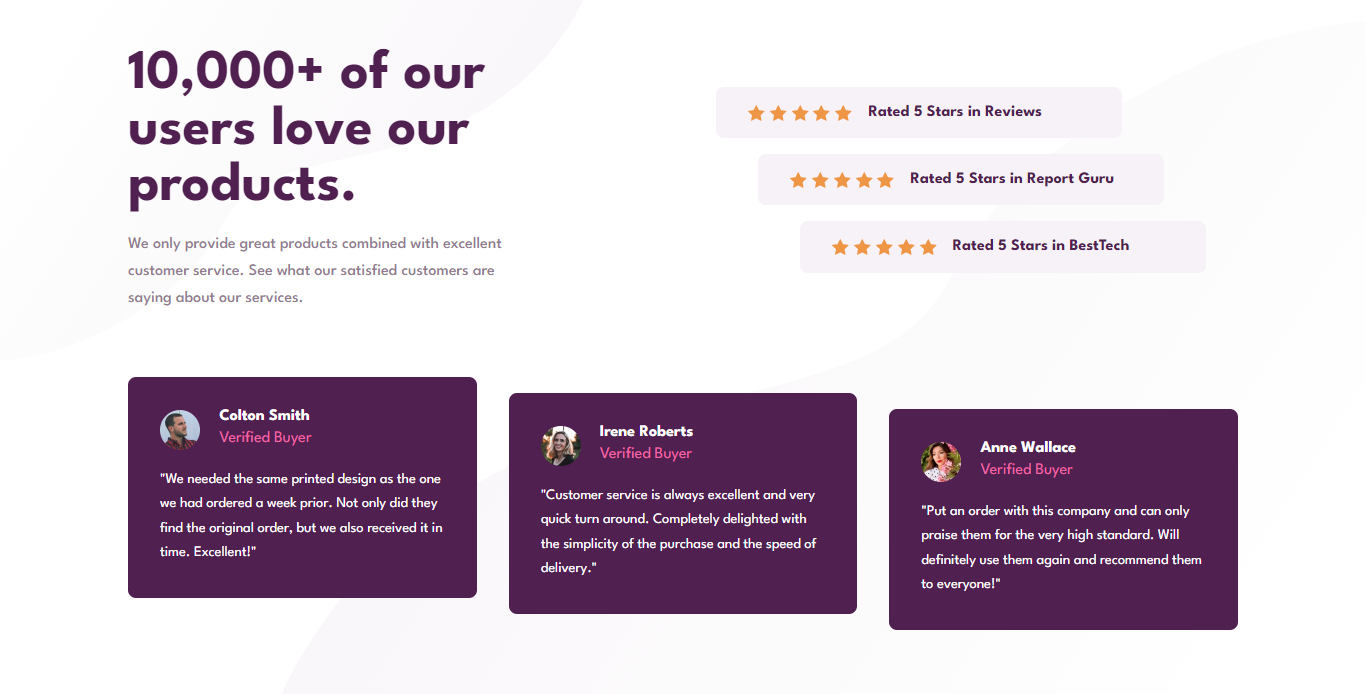 10,000+ of our
users love our
products.
We only provide great products combined with excellent
customer service. See what our satisfied customers are
saying about our services.
Rated 5 Stars in Reviews
Rated 5 Stars in Report Guru
Rated 5 Stars in BestTech
Colton Smith
Verified Buyer
"We needed the same printed design as the one
we had ordered a week prior. Not only did they
find the original order, but we also received it in
time. Excellent!"
Irene Roberts
Verified Buyer
"Customer service is always excellent and very
quick turn around. Completely delighted with
the simplicity of the purchase and the speed of
delivery."
Anne Wallace
Verified Buyer
"Put an order with this company and can only
praise them for the very high standard. Will
definitely use them again and recommend them
to everyone!"